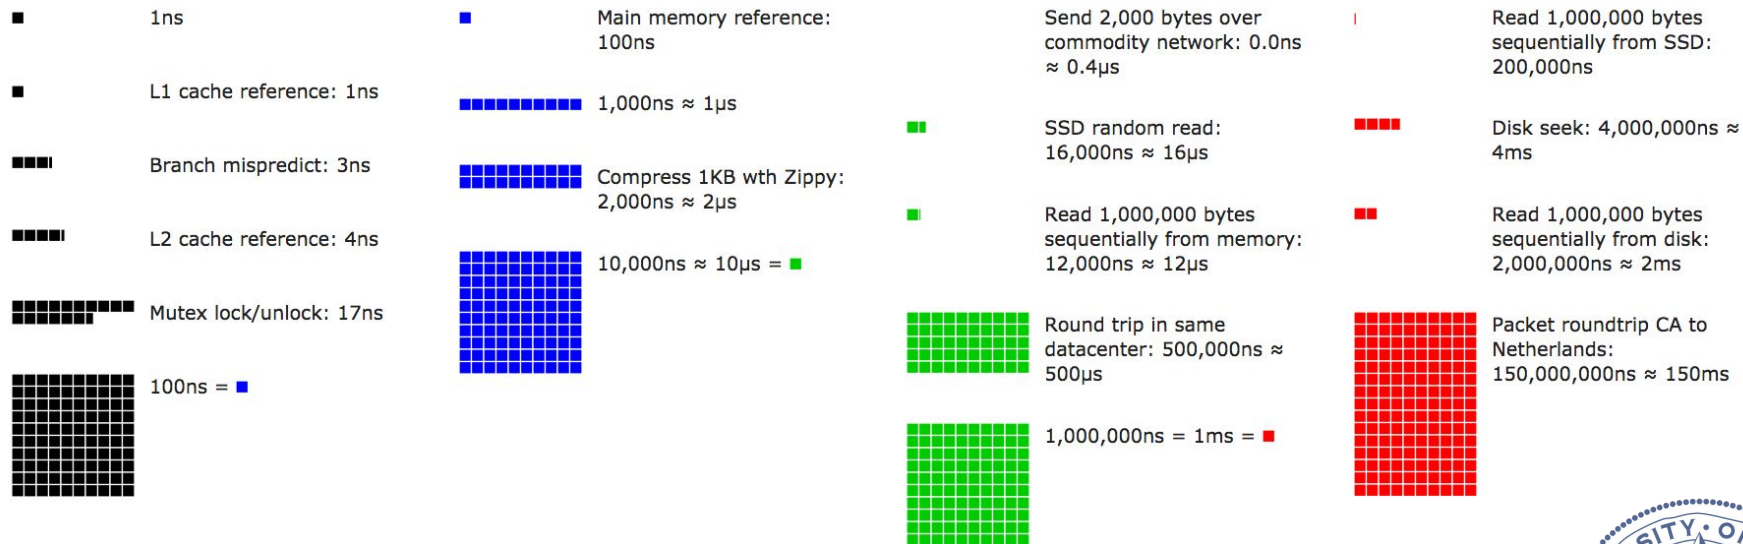 1ns
L1 cache reference: 1ns
Branch mispredict: 3ns
L2 cache reference: 4ns
Mutex lock/unlock: 17ns
100ns =
Main memory reference:
100ns
1,000ns ≈ 1μs
Compress 1KB wth Zippy:
2,000ns ≈ 2μs
10,000ns ≈ 10μs =
Send 2,000 bytes over
commodity network: 0.0ns
≈ 0.4μs
SSD random read:
16,000ns ≈ 16μs
Read 1,000,000 bytes
sequentially from memory:
12,000ns ≈ 12μs
Round trip in same
datacenter: 500,000ns ≈
500μs
1,000,000ns = 1ms =
Read 1,000,000 bytes
sequentially from SSD:
200,000ns
Disk seek: 4,000,000ns ≈
4ms
Read 1,000,000 bytes
sequentially from disk:
2,000,000ns ≈ 2ms
Packet roundtrip CA to
Netherlands:
150,000,000ns ≈ 150ms